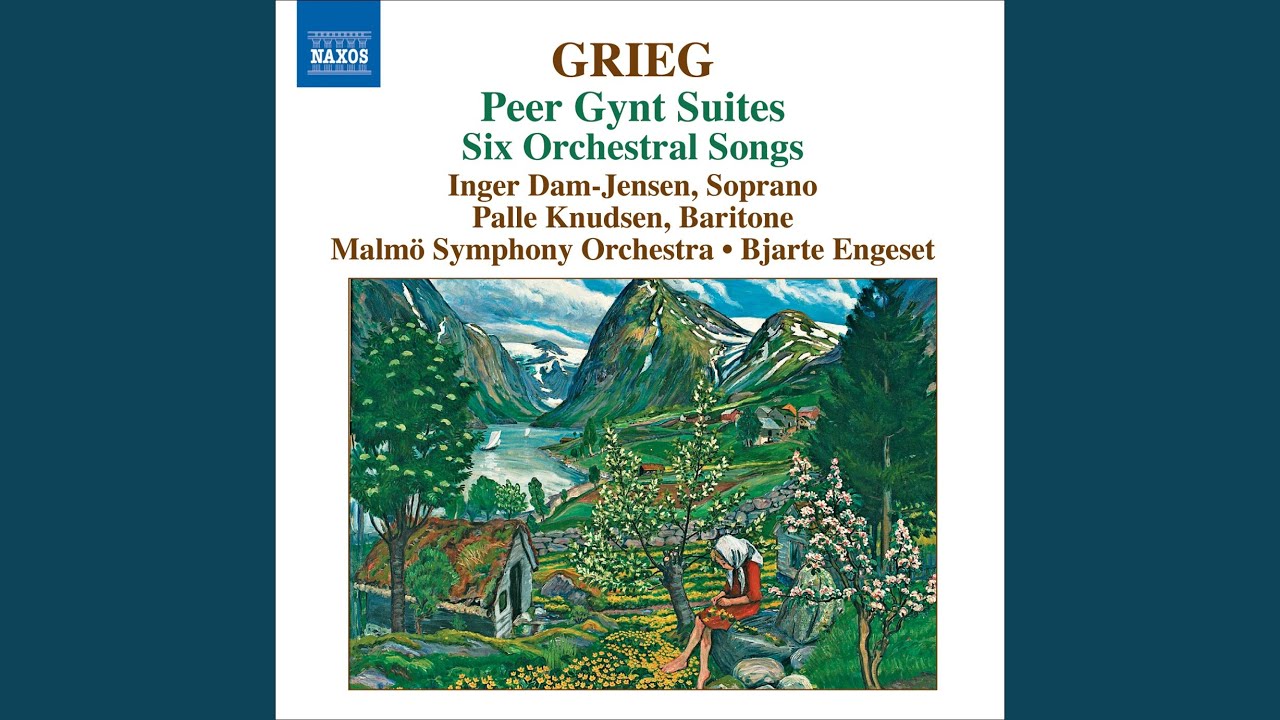 NAXOS
GRIEG
Peer Gynt Suites
Six Orchestral Songs
Inger Dam-Jensen, Soprano
Palle Knudsen, Baritone
Malmö Symphony Orchestra • Bjarte Engeset